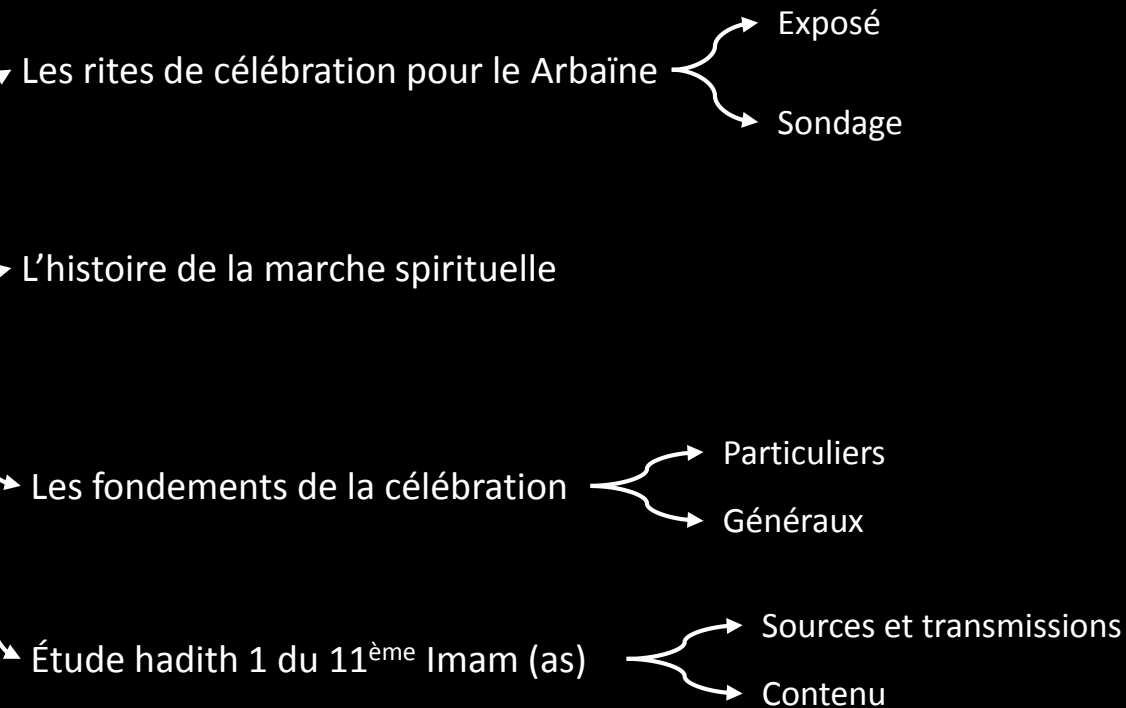 Les rites de célébration pour le Arbaïne
Exposé
Sondage
L’histoire de la marche spirituelle
Les fondements de la célébration
Particuliers
Généraux
Étude hadith 1 du 11ème Imam (as)
Sources et transmissions
Contenu